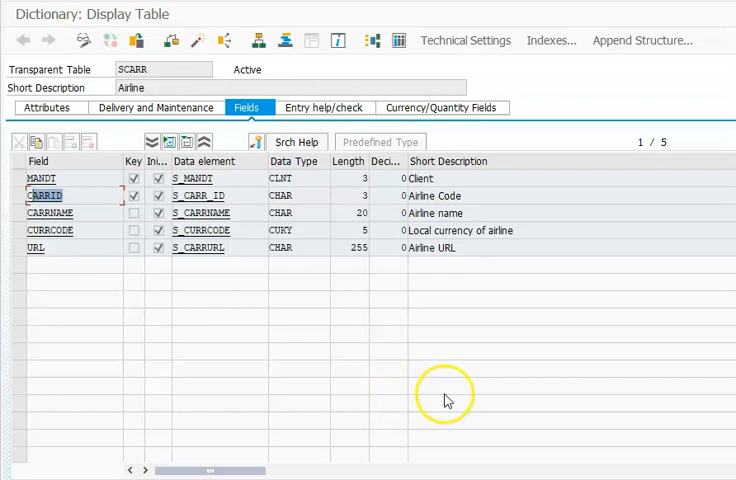 Dictionary: Display Table
Technical Settings Indexes... Append Structure...
Transparent Table SCARR Active
Short Description Airline
Attributes Delivery and Maintenance Fields Entry help/check Currency/Quantity Fields
Srch Help Predefined Type 1 / 5
Field Key Ini... Data element Data Type Length Deci... Short Description
MANDT S_MANDT CLNT 3 0 Client
CARRID S_CARR_ID CHAR 3 0 Airline Code
CARRNAME S_CARRNAME CHAR 20 0 Airline name
CURRCODE S_CURRCODE CUKY 5 0 Local currency of airline
URL S_CARRURL CHAR 255 0 Airline URL